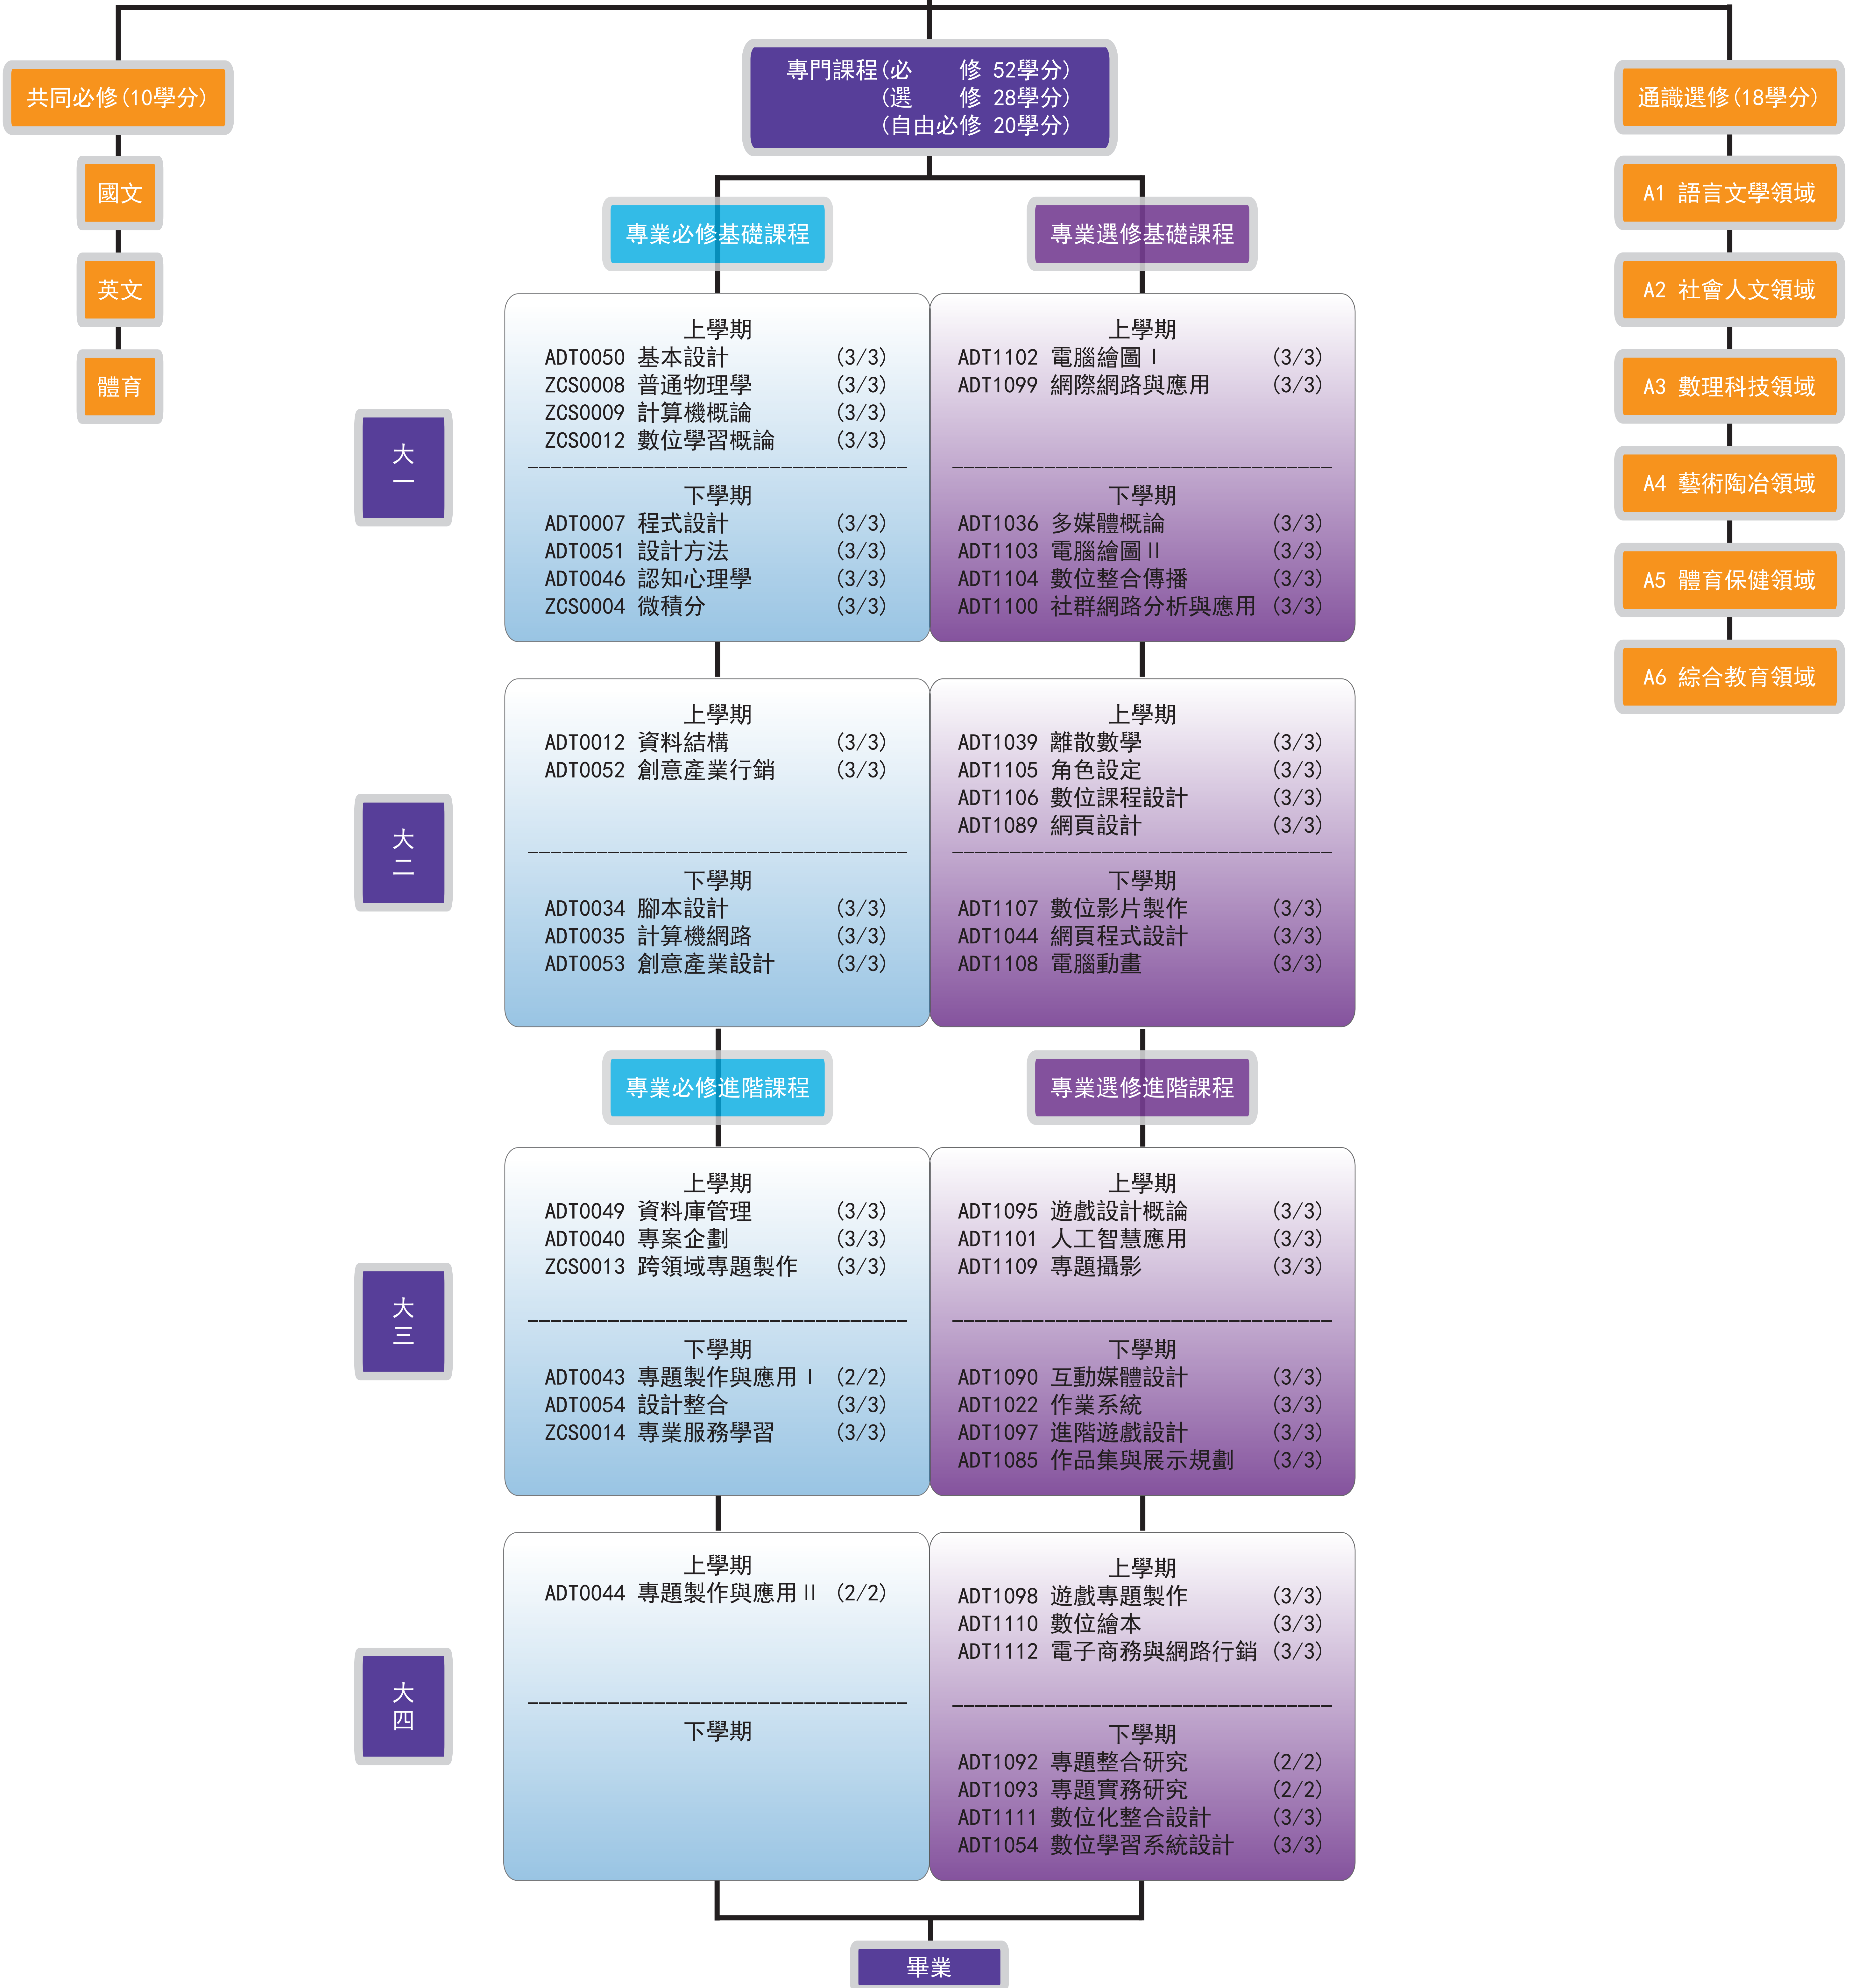 共同必修(10學分)
國文
英文
體育
專門課程(必　　修 52學分)
(選　　修 28學分)
(自由必修 20學分)
通識選修(18學分)
A1 語言文學領域
A2 社會人文領域
A3 數理科技領域
A4 藝術陶冶領域
A5 體育保健領域
A6 綜合教育領域
專業必修基礎課程
專業選修基礎課程
大一
上學期
ADT0050 基本設計 (3/3)
ZCS0008 普通物理學 (3/3)
ZCS0009 計算機概論 (3/3)
ZCS0012 數位學習概論 (3/3)
下學期
ADT0007 程式設計 (3/3)
ADT0051 設計方法 (3/3)
ADT0046 認知心理學 (3/3)
ZCS0004 微積分 (3/3)
上學期
ADT1102 電腦繪圖Ⅰ (3/3)
ADT1099 網際網路與應用 (3/3)
下學期
ADT1036 多媒體概論 (3/3)
ADT1103 電腦繪圖Ⅱ (3/3)
ADT1104 數位整合傳播 (3/3)
ADT1100 社群網路分析與應用 (3/3)
大二
上學期
ADT0012 資料結構 (3/3)
ADT0052 創意產業行銷 (3/3)
下學期
ADT0034 腳本設計 (3/3)
ADT0035 計算機網路 (3/3)
ADT0053 創意產業設計 (3/3)
上學期
ADT1039 離散數學 (3/3)
ADT1105 角色設定 (3/3)
ADT1106 數位課程設計 (3/3)
ADT1089 網頁設計 (3/3)
下學期
ADT1107 數位影片製作 (3/3)
ADT1044 網頁程式設計 (3/3)
ADT1108 電腦動畫 (3/3)
專業必修進階課程
專業選修進階課程
大三
上學期
ADT0049 資料庫管理 (3/3)
ADT0040 專案企劃 (3/3)
ZCS0013 跨領域專題製作 (3/3)
下學期
ADT0043 專題製作與應用Ⅰ (2/2)
ADT0054 設計整合 (3/3)
ZCS0014 專業服務學習 (3/3)
上學期
ADT1095 遊戲設計概論 (3/3)
ADT1101 人工智慧應用 (3/3)
ADT1109 專題攝影 (3/3)
下學期
ADT1090 互動媒體設計 (3/3)
ADT1022 作業系統 (3/3)
ADT1097 進階遊戲設計 (3/3)
ADT1085 作品集與展示規劃 (3/3)
大四
上學期
ADT0044 專題製作與應用Ⅱ (2/2)
下學期
上學期
ADT1098 遊戲專題製作 (3/3)
ADT1110 數位繪本 (3/3)
ADT1112 電子商務與網路行銷 (3/3)
下學期
ADT1092 專題整合研究 (2/2)
ADT1093 專題實務研究 (2/2)
ADT1111 數位化整合設計 (3/3)
ADT1054 數位學習系統設計 (3/3)
畢業